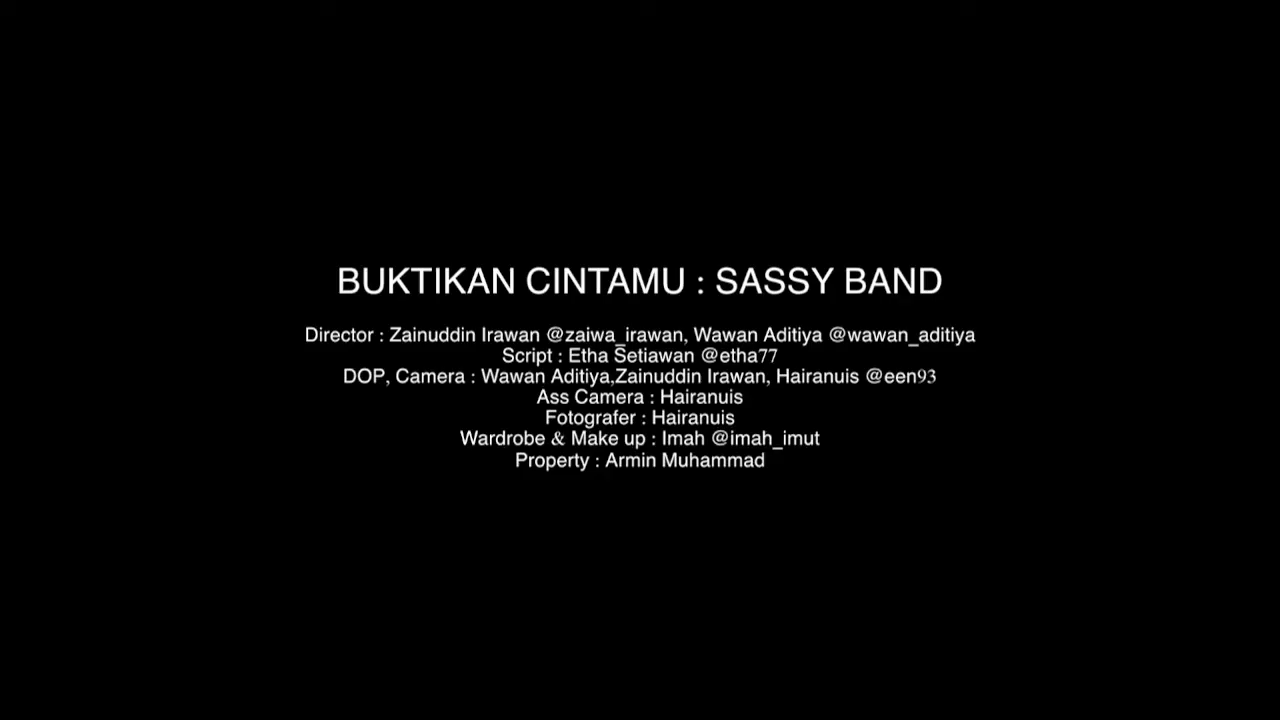 BUKTIKAN CINTAMU : SASSY BAND
Director : Zainuddin Irawan @zaiwa_irawan, Wawan Aditiya @wawan_aditiya
Script : Etha Setiawan @etha77
DOP, Camera : Wawan Aditiya,Zainuddin Irawan, Hairanuis @een93
Ass Camera : Hairanuis
Fotografer : Hairanuis
Wardrobe & Make up : Imah @imah_imut
Property : Armin Muhammad